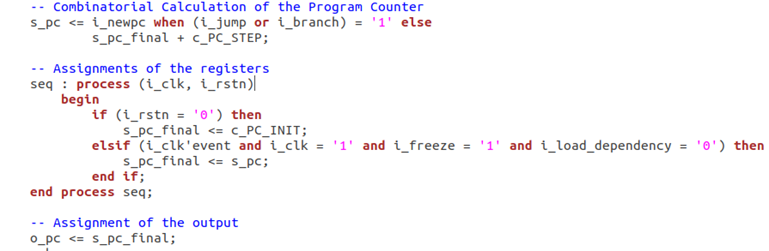 -- Combinatorial Calculation of the Program Counter
s_pc <= i_newpc when (i_jump or i_branch) = '1' else
        s_pc_final + c_PC_STEP;

-- Assignments of the registers
seq : process (i_clk, i_rstn)
    begin
        if (i_rstn = '0') then
            s_pc_final <= c_PC_INIT;
        elsif (i_clk'event and i_clk = '1' and i_freeze = '1' and i_load_dependency = '0') then
            s_pc_final <= s_pc;
        end if;
end process seq;

-- Assignment of the output
o_pc <= s_pc_final;